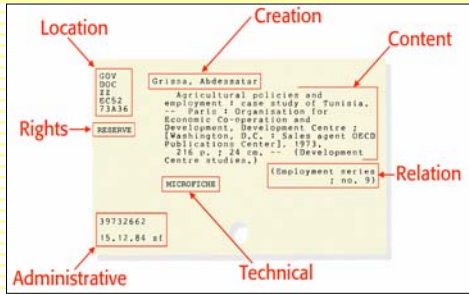 Creation
Location
Content
GOV
DOC
ZZ
EC52
73A36
Grissa, Abdessatar
Agricultural policies and
employment : case study of Tunisia.
-- Paris : Organisation for
Economic Co-operation and
Development, Development Centre ;
[Washington, D.C. : Sales agent OECD
Publications Center], 1973.
216 p. ; 24 cm. -- (Development
Centre studies.)
Rights
RESERVE
(Employment series
; no. 9)
Relation
MICROFICHE
39732662
15.12.84 sf
Administrative
Technical